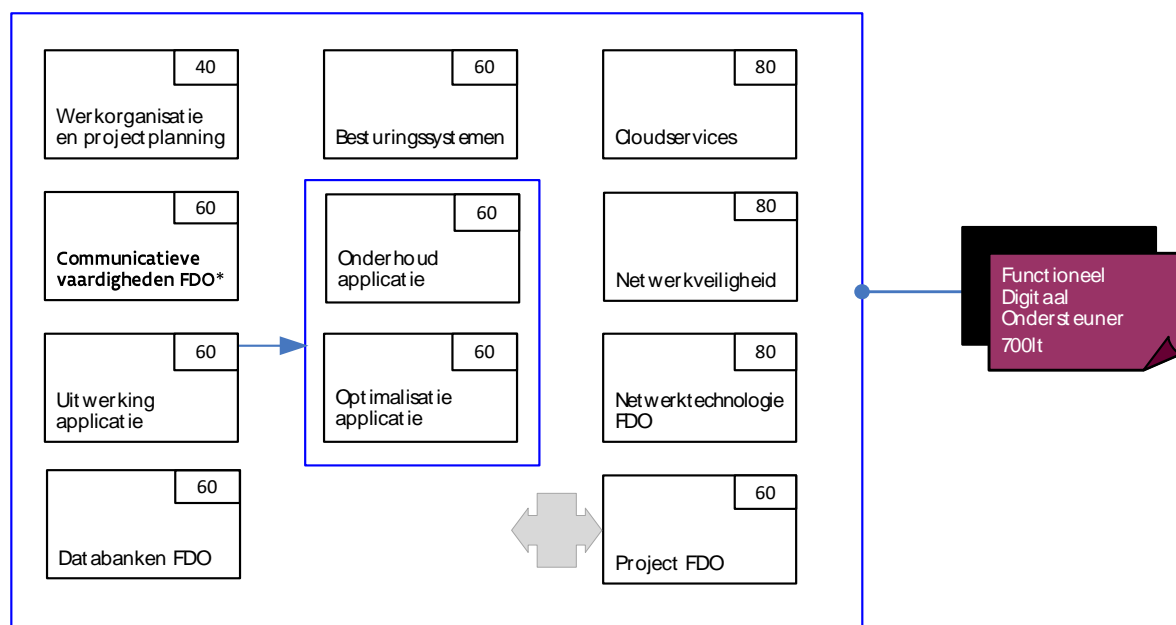 40
Werkorganisatie
en projectplanning
60
Besturingssystemen
80
Cloudservices
60
Communicatieve
vaardigheden FDO*
60
Onderhoud
applicatie
80
Netwerkveiligheid
60
Uitwerking
applicatie
60
Optimalisatie
applicatie
80
Netwerktechnologie
FDO
60
Databanken FDO
60
Project FDO
Functioneel
Digitaal
Ondersteuner
700lt